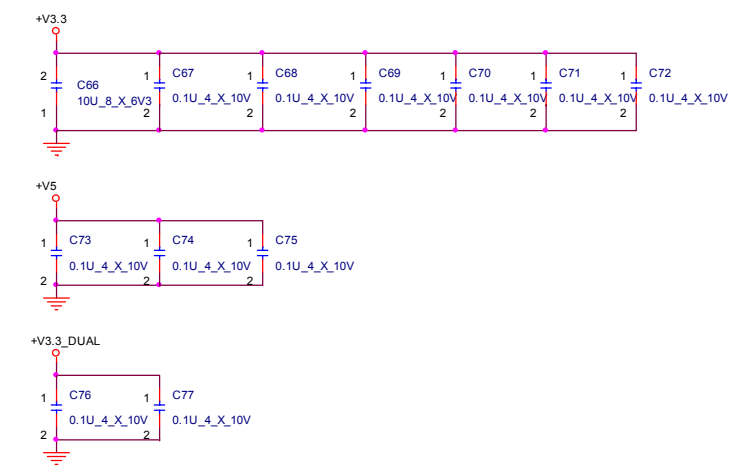 +V3.3
2 C66 1 C67 1 C68 1 C69 1 C70 1 C71 1 C72
10U_8_X_6V3 0.1U_4_X_10V 0.1U_4_X_10V 0.1U_4_X_10V 0.1U_4_X_10V 0.1U_4_X_10V 0.1U_4_X_10V
1 2 2 2 2 2 2
+V5
1 C73 1 C74 1 C75
0.1U_4_X_10V 0.1U_4_X_10V 0.1U_4_X_10V
2 2 2
+V3.3_DUAL
1 C76 1 C77
0.1U_4_X_10V 0.1U_4_X_10V
2 2